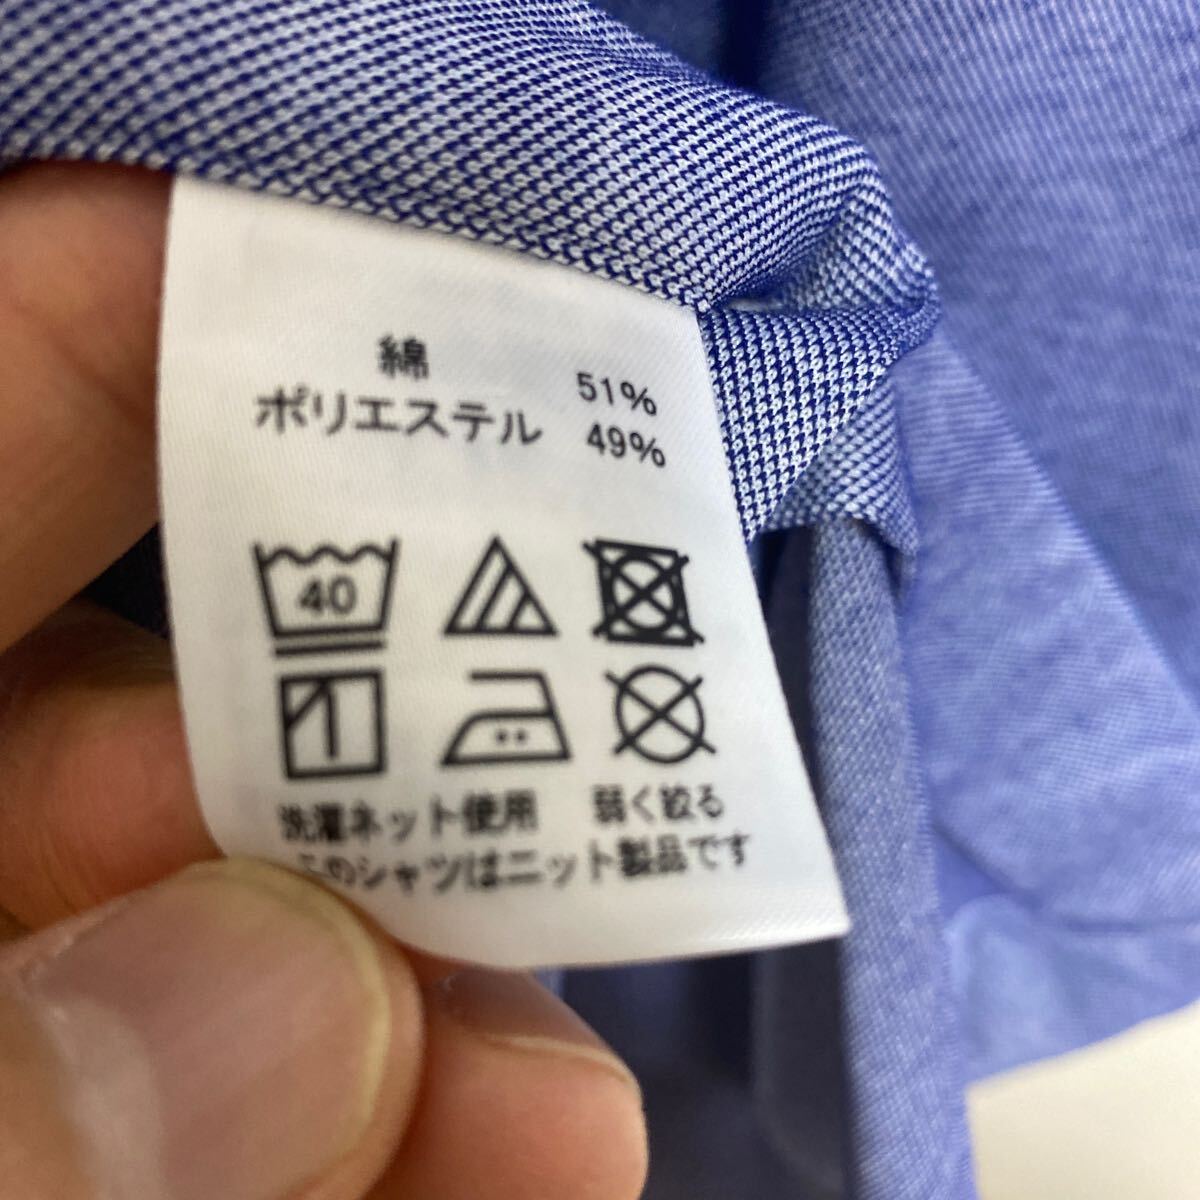 綿 51%
ポリエステル 49%
40
洗濯ネット使用 弱く絞る
このシャツはニット製品です